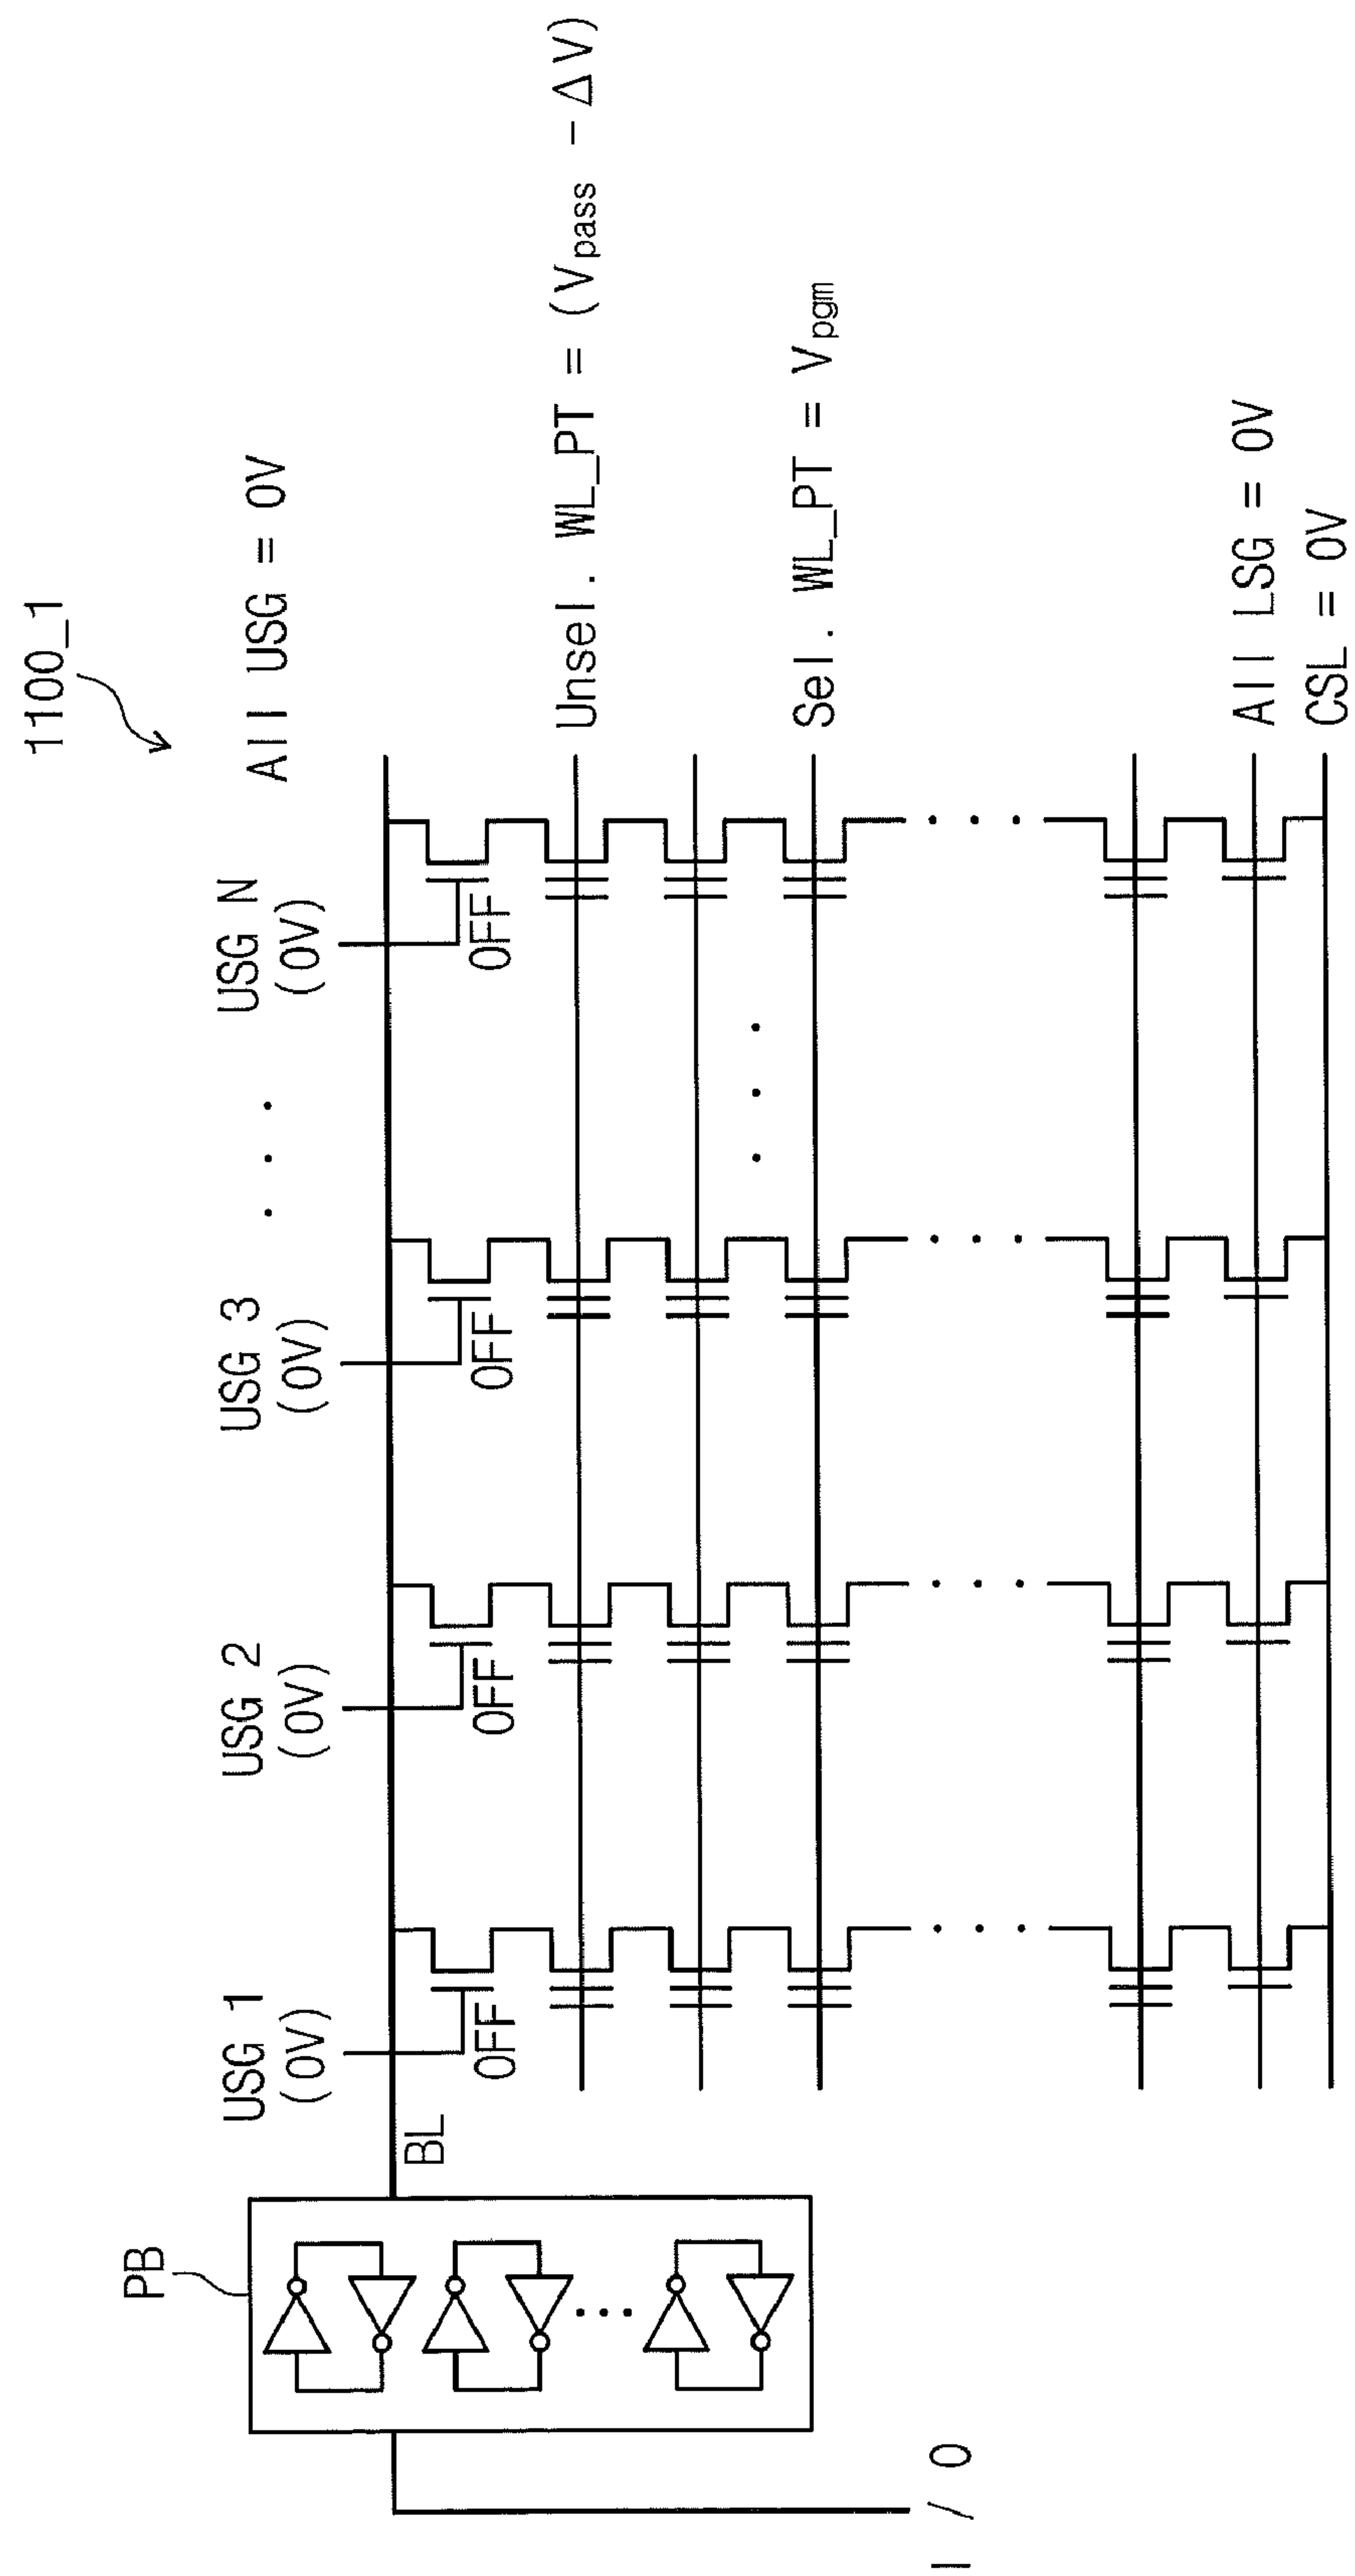 1100_1
All USG = 0V
USG 1
(0V)
USG 2
(0V)
USG 3
(0V)
. . .
USG N
(0V)
PB
BL
OFF
OFF
OFF
OFF
Unsel. WL_PT = (Vpass - ΔV)
Sel. WL_PT = Vpgm
All LSG = 0V
CSL = 0V
I / O